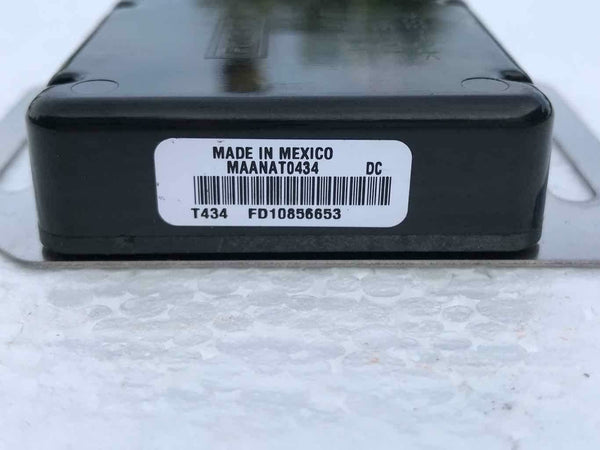 MADE IN MEXICO
MAANAT0434 DC
T434 FD10856653